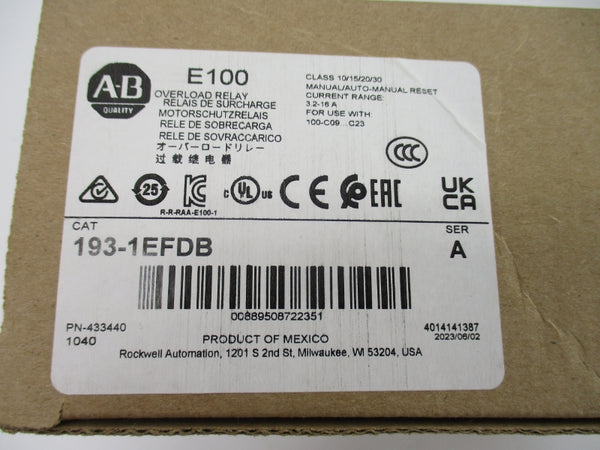 A-B
QUALITY
E100
OVERLOAD RELAY
RELAIS DE SURCHARGE
MOTORSCHUTZRELAIS
RELE DE SOBRECARGA
RELE DE SOVRACCARICO
オーバーロードリレー
过载继电器
CLASS 10/15/20/30
MANUAL/AUTO-MANUAL RESET
CURRENT RANGE:
3.2-16 A
FOR USE WITH:
100-C09...C23
CCC
25
C UL US
CE
EAC
UK
CA
R-R-RAA-E100-1
CAT
193-1EFDB
SER
A
00889508722351
PN-433440
1040
PRODUCT OF MEXICO
Rockwell Automation, 1201 S 2nd St, Milwaukee, WI 53204, USA
4014141387
2023/06/02